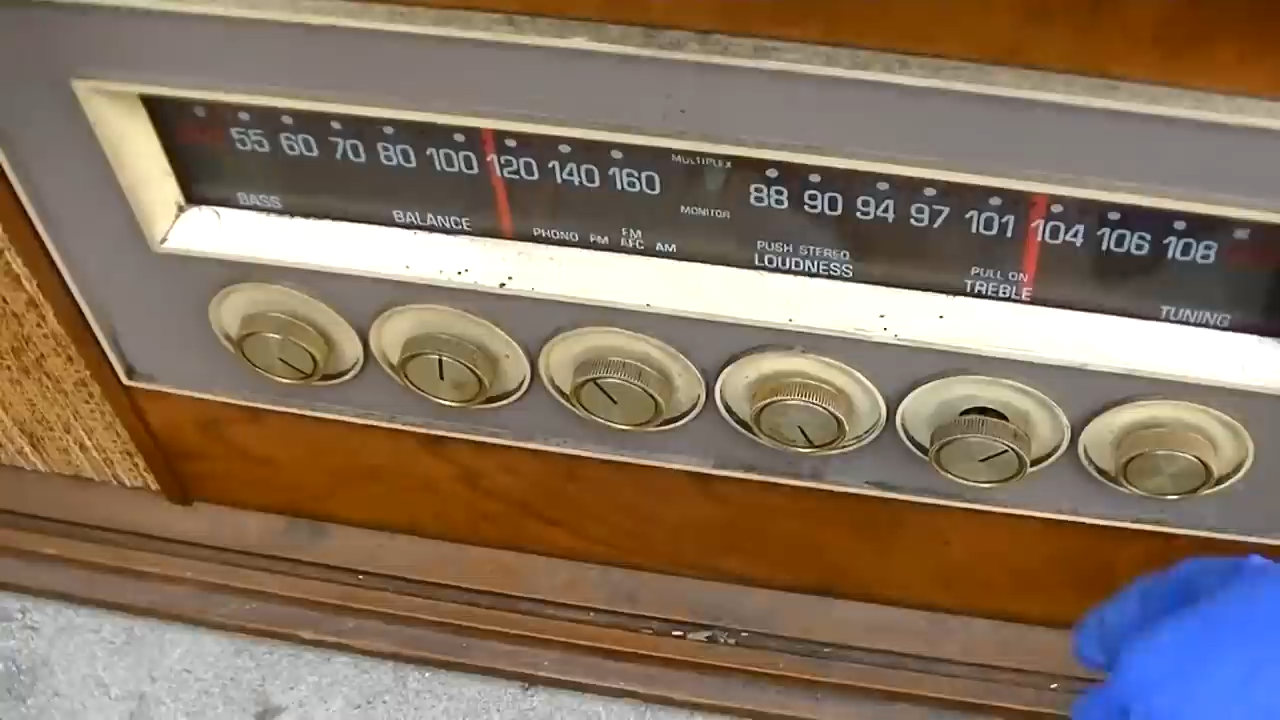 55 60 70 80 100 120 140 160
MULTIPLEX
88 90 94 97 101 104 106 108
MONITOR
BASS
BALANCE
PHONO FM FM AFC AM
PUSH STEREO
LOUDNESS
PULL ON
TREBLE
TUNING